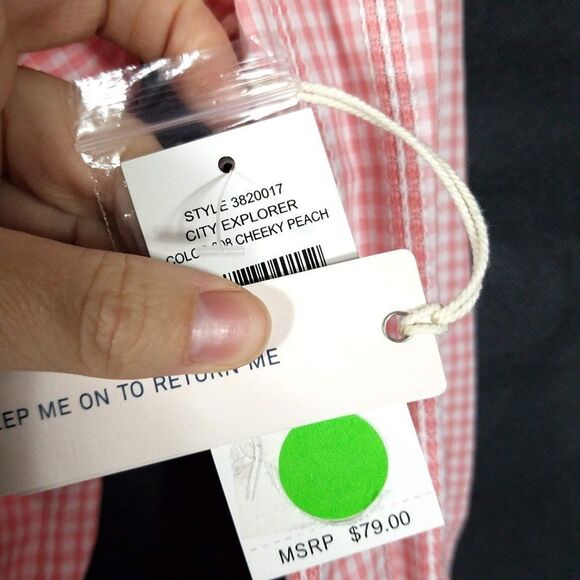 STYLE 3820017
CITY EXPLORER
CHEEKY PEACH
ME ON TO RETURN ME
MSRP $79.00